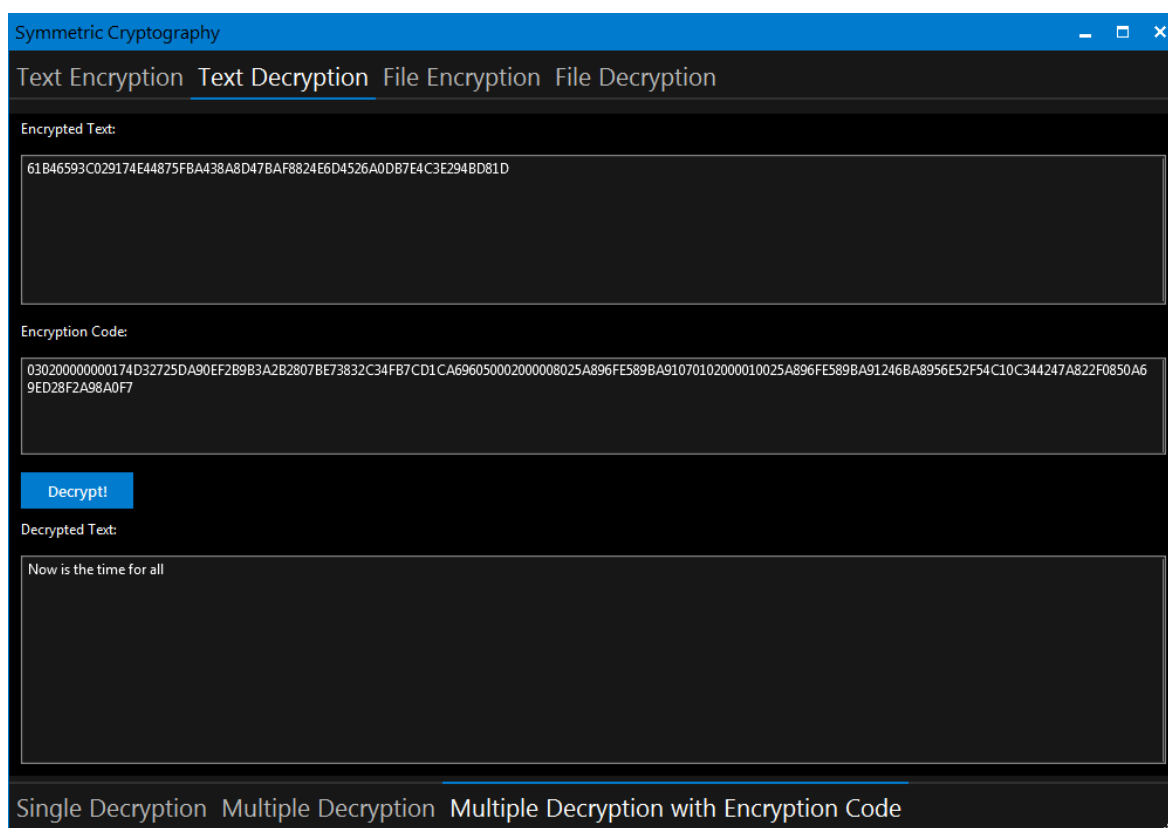 Symmetric Cryptography
Text Encryption Text Decryption File Encryption File Decryption
Encrypted Text:
61B46593C029174E44875FBA438A8D47BAF8824E6D4526A0DB7E4C3E294BD81D
Encryption Code:
030200000000174D32725DA90EF2B9B3A2B2807BE73832C34FB7CD1CA696050002000008025A896FE589BA91070102000010025A896FE589BA91246BA8956E52F54C10C344247A822F0850A6
9ED28F2A98A0F7
Decrypt!
Decrypted Text:
Now is the time for all
Single Decryption Multiple Decryption Multiple Decryption with Encryption Code